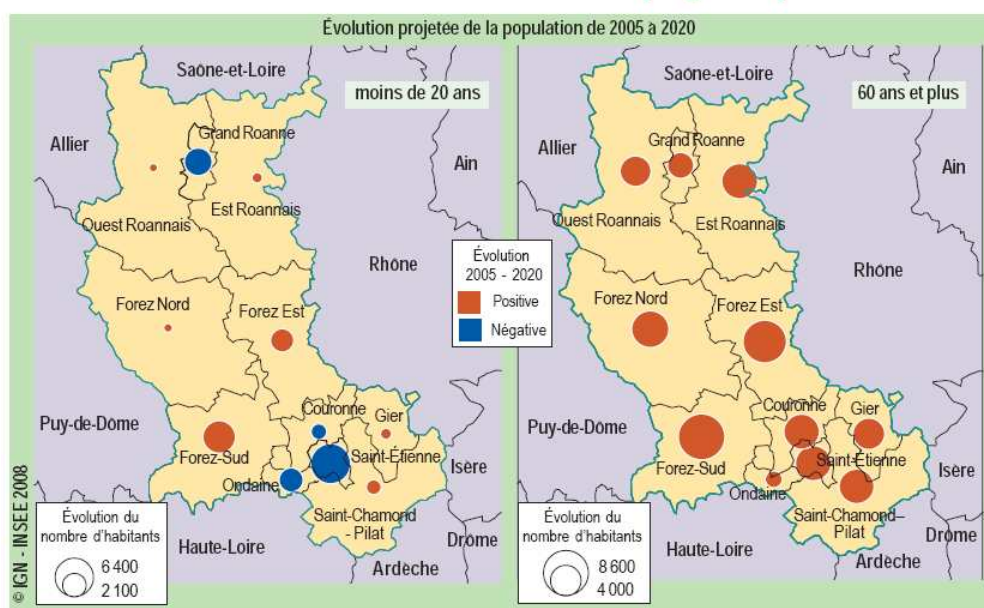 Évolution projetée de la population de 2005 à 2020
moins de 20 ans
Saône-et-Loire
Allier
Grand Roanne
Ain
Ouest Roannais
Est Roannais
Rhône
Forez Nord
Forez Est
Puy-de-Dôme
Couronne
Gier
Forez-Sud
Saint-Étienne
Isère
Ondaine
Saint-Chamond
- Pilat
Haute-Loire
Drôme
Ardèche
Évolution du
nombre d'habitants
6 400
2 100
Évolution
2005 - 2020
Positive
Négative
60 ans et plus
Saône-et-Loire
Allier
Grand Roanne
Ain
Ouest Roannais
Est Roannais
Rhône
Forez Nord
Forez Est
Puy-de-Dôme
Couronne
Gier
Forez-Sud
Saint-Étienne
Isère
Ondaine
Saint-Chamond–
Pilat
Haute-Loire
Drôme
Ardèche
Évolution du
nombre d'habitants
8 600
4 000
© IGN - INSEE 2008